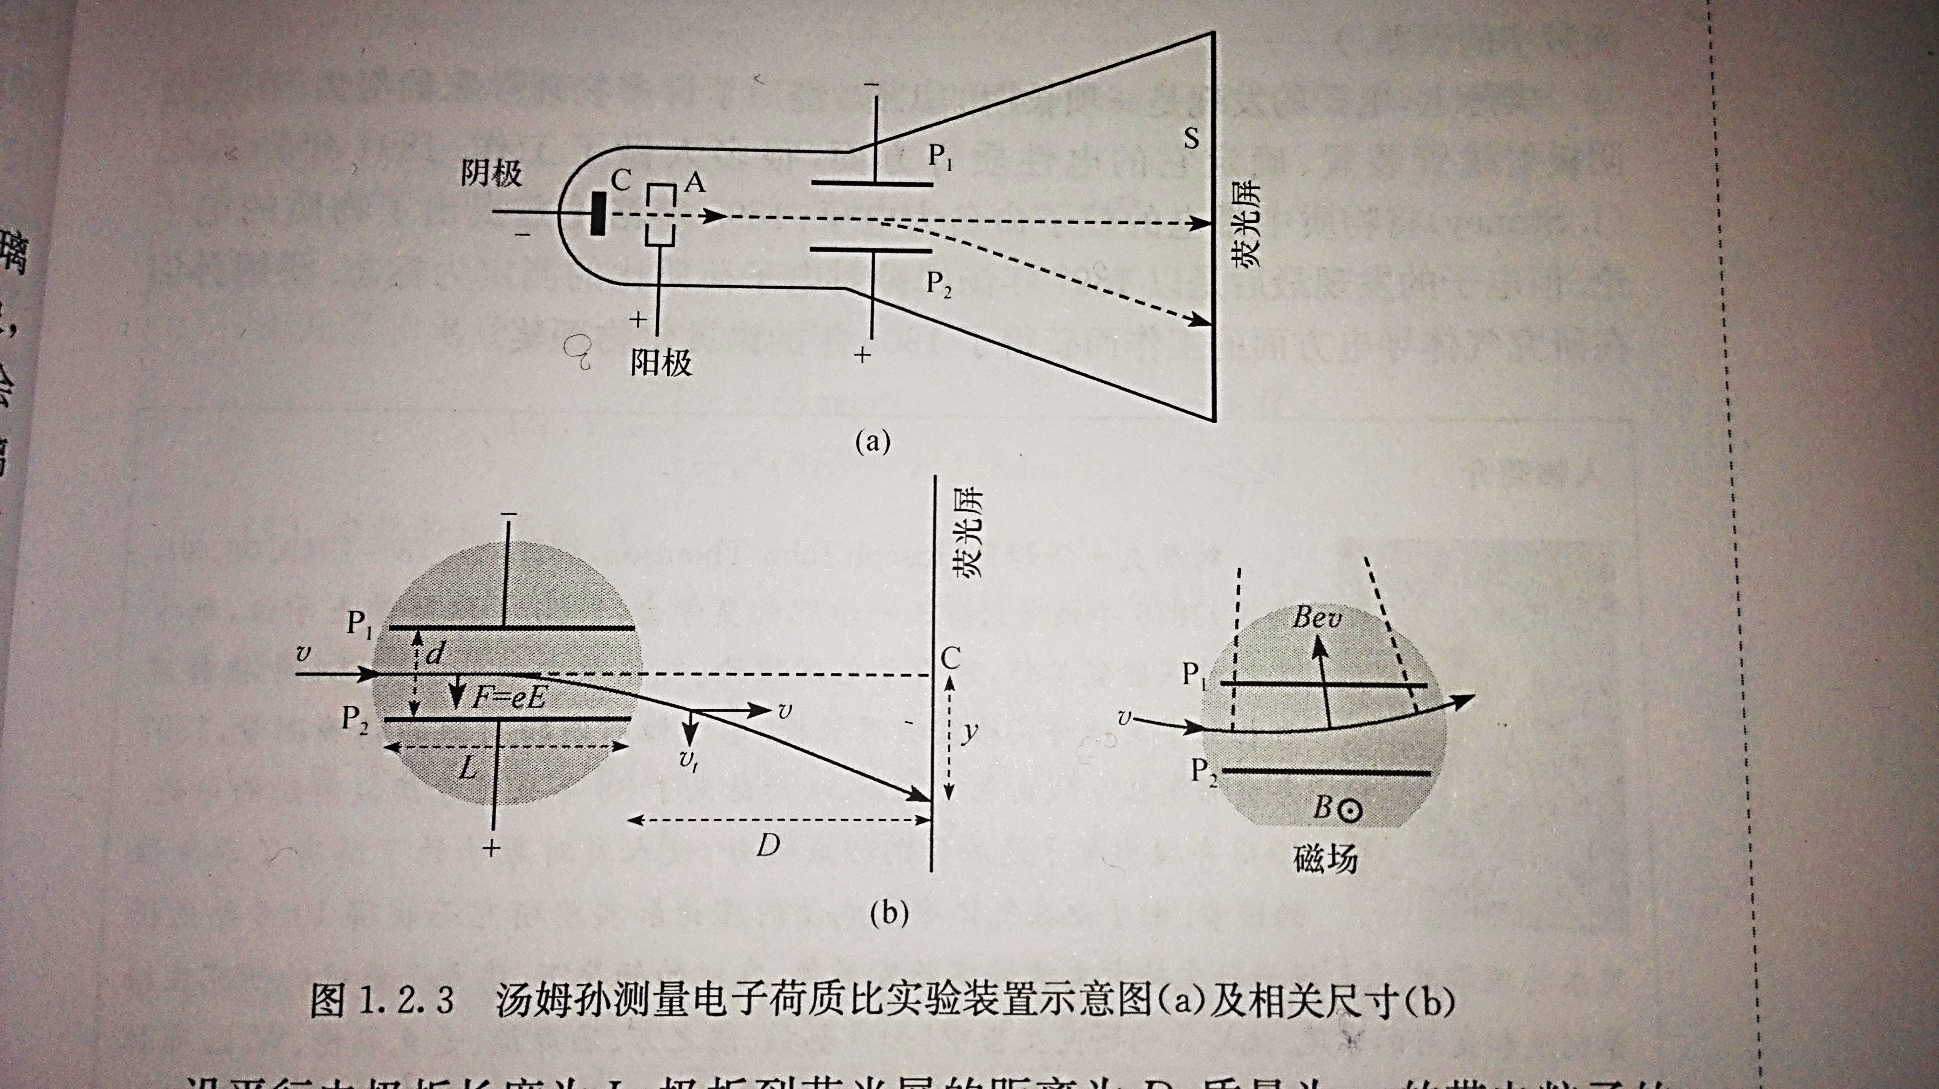 −
S
P₁
阴极
C A
荧光屏
−
P₂
+
阳极
+
(a)
−
荧光屏
P₁
v
d
C
F=eE
P₂
v
vₜ
y
L
D
+
Bev
P₁
v
P₂
B⊙
磁场
(b)
图 1.2.3 汤姆孙测量电子荷质比实验装置示意图(a)及相关尺寸(b)